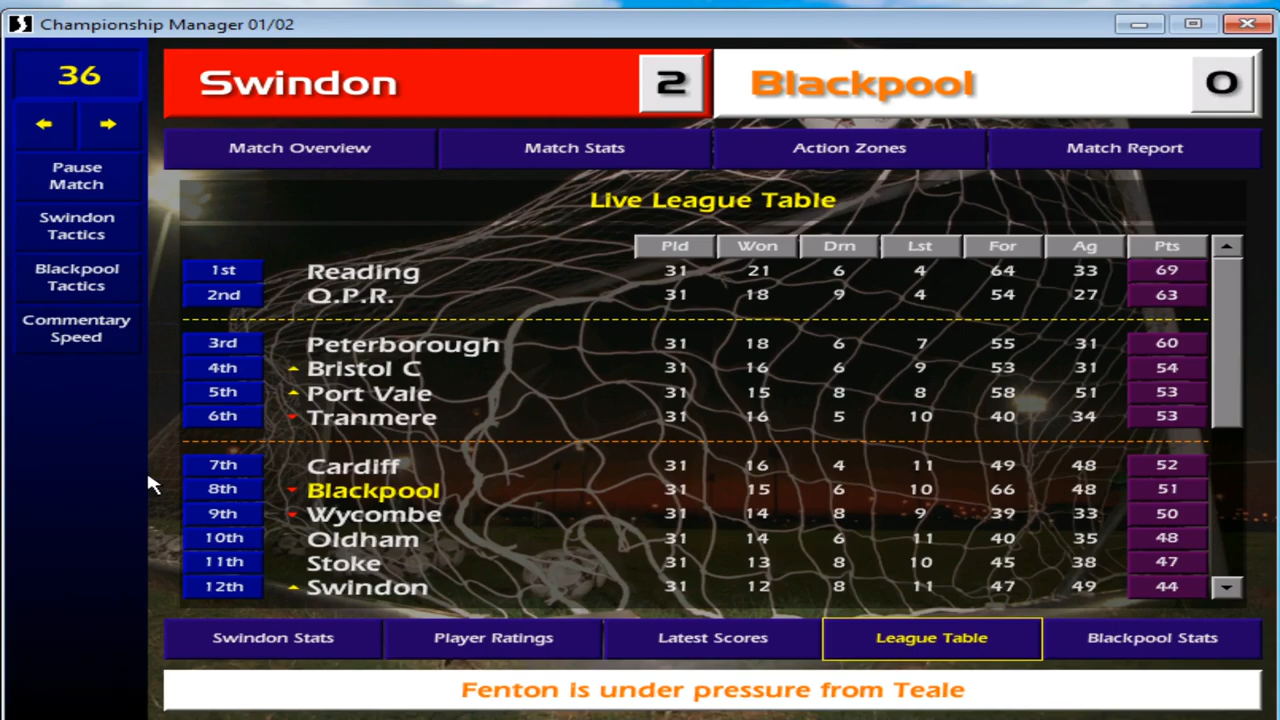 Championship Manager 01/02
36
Pause
Match
Swindon
Tactics
Blackpool
Tactics
Commentary
Speed
Swindon 2 Blackpool 0
Match Overview Match Stats Action Zones Match Report
Live League Table
Pld Won Drn Lst For Ag Pts
1st Reading 31 21 6 4 64 33 69
2nd Q.P.R. 31 18 9 4 54 27 63
3rd Peterborough 31 18 6 7 55 31 60
4th Bristol C 31 16 6 9 53 31 54
5th Port Vale 31 15 8 8 58 51 53
6th Tranmere 31 16 5 10 40 34 53
7th Cardiff 31 16 4 11 49 48 52
8th Blackpool 31 15 6 10 66 48 51
9th Wycombe 31 14 8 9 39 33 50
10th Oldham 31 14 6 11 40 35 48
11th Stoke 31 13 8 10 45 38 47
12th Swindon 31 12 8 11 47 49 44
Swindon Stats Player Ratings Latest Scores League Table Blackpool Stats
Fenton is under pressure from Teale